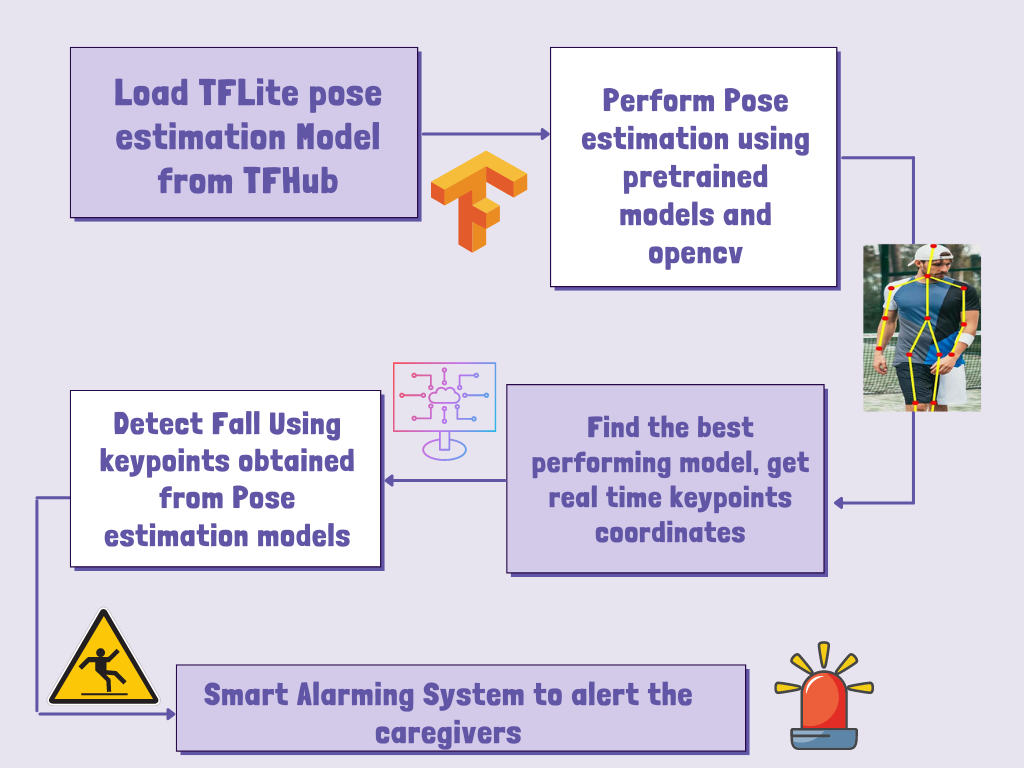 Load TFLite pose
estimation Model
from TFHub
Perform Pose
estimation using
pretrained
models and
opencv
Find the best
performing model, get
real time keypoints
coordinates
Detect Fall Using
keypoints obtained
from Pose
estimation models
Smart Alarming System to alert the
caregivers